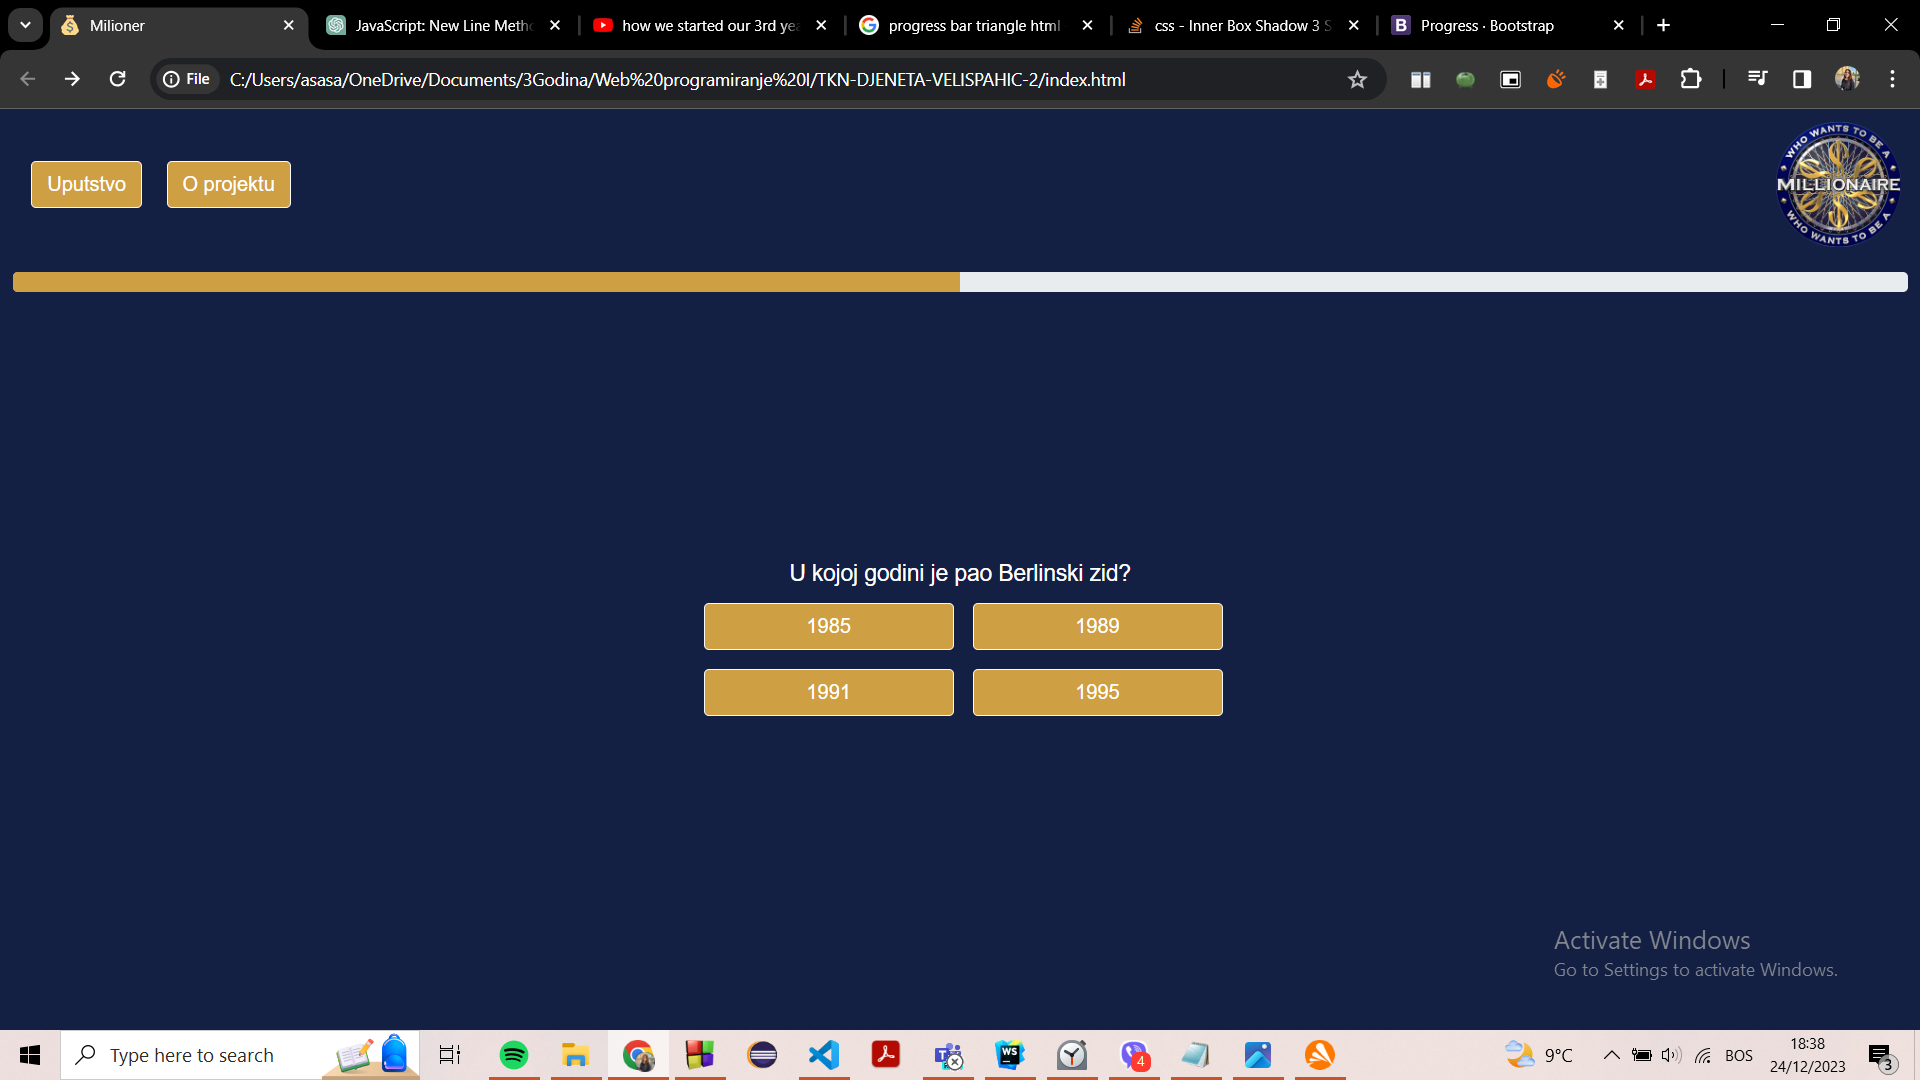 Milioner
JavaScript: New Line Meth
how we started our 3rd ye
progress bar triangle html
css - Inner Box Shadow 3 S
Progress · Bootstrap
File
C:/Users/asasa/OneDrive/Documents/3Godina/Web%20programiranje%20I/TKN-DJENETA-VELISPAHIC-2/index.html
Uputstvo
O projektu
WHO WANTS TO BE A
MILLIONAIRE
WHO WANTS TO BE A
U kojoj godini je pao Berlinski zid?
1985
1989
1991
1995
Activate Windows
Go to Settings to activate Windows.
Type here to search
WS
4
9°C
BOS
18:38
24/12/2023
3